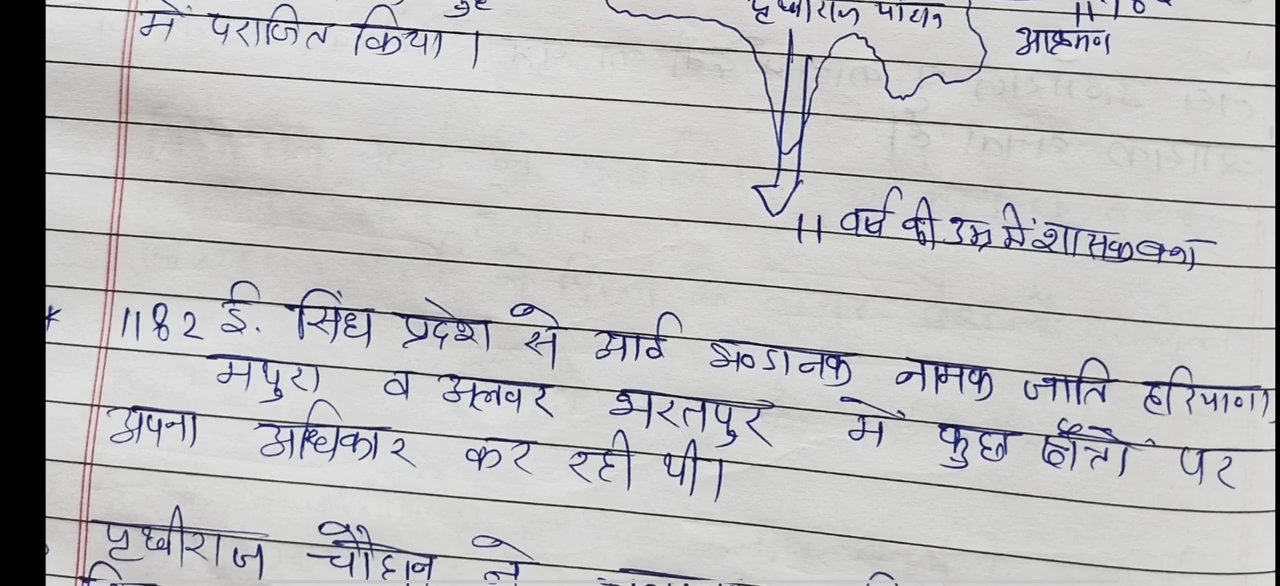 में पराजित किया।
पृथ्वीराज चौहान
आक्रमण
11 वर्ष की उम्र में शासक बना
* 1182 ई. सिंध प्रदेश से आई भण्डानक नामक जाति हरियाणा,
मथुरा व अलवर भरतपुर में कुछ क्षेत्रों पर
अपना अधिकार कर रही थी।
पृथ्वीराज चौहान ने